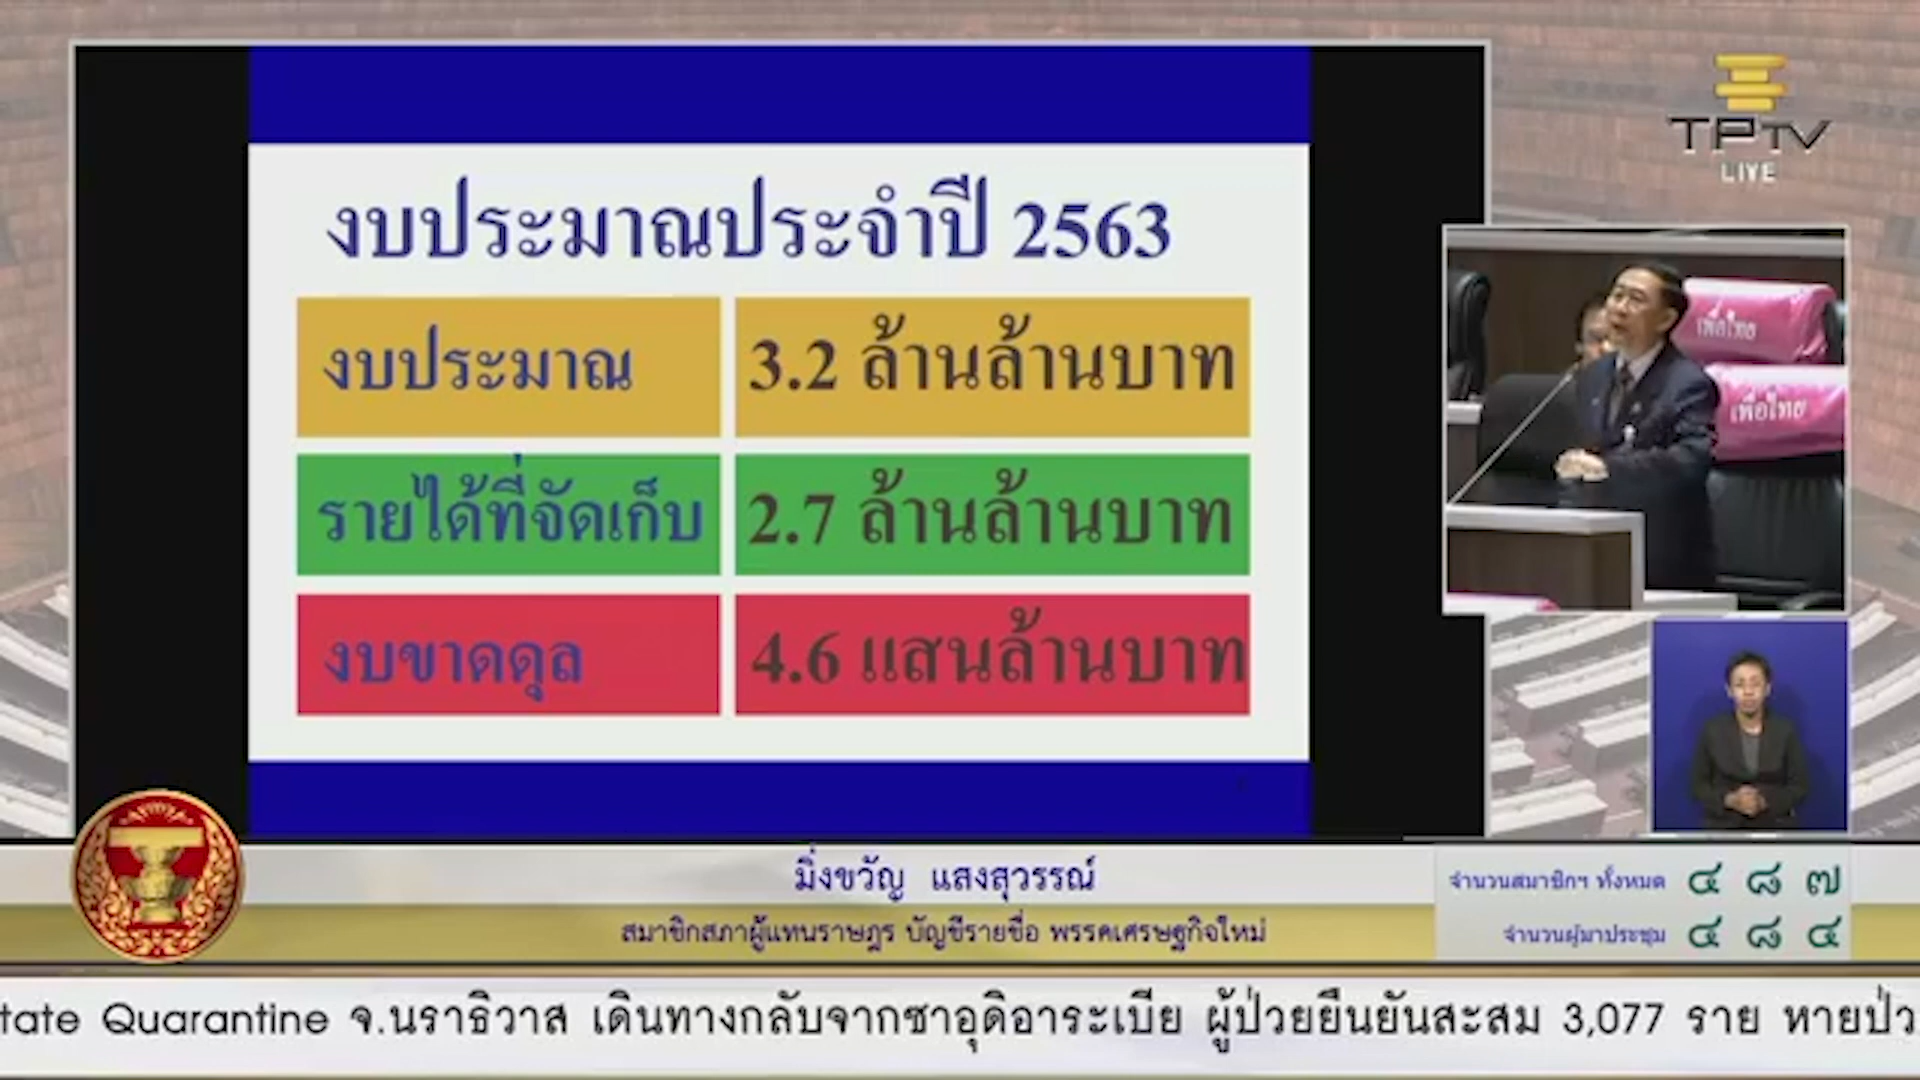 งบประมาณประจำปี 2563
งบประมาณ 3.2 ล้านล้านบาท
รายได้ที่จัดเก็บ 2.7 ล้านล้านบาท
งบขาดดุล 4.6 แสนล้านบาท
TPTV
LIVE
เพื่อไทย
เพื่อไทย
มิ่งขวัญ แสงสุวรรณ์
สมาชิกสภาผู้แทนราษฎร บัญชีรายชื่อ พรรคเศรษฐกิจใหม่
จำนวนสมาชิกฯ ทั้งหมด ๔๘๗
จำนวนผู้มาประชุม ๔๘๔
tate Quarantine จ.นราธิวาส เดินทางกลับจากซาอุดิอาระเบีย ผู้ป่วยยืนยันสะสม 3,077 ราย หายป่ว